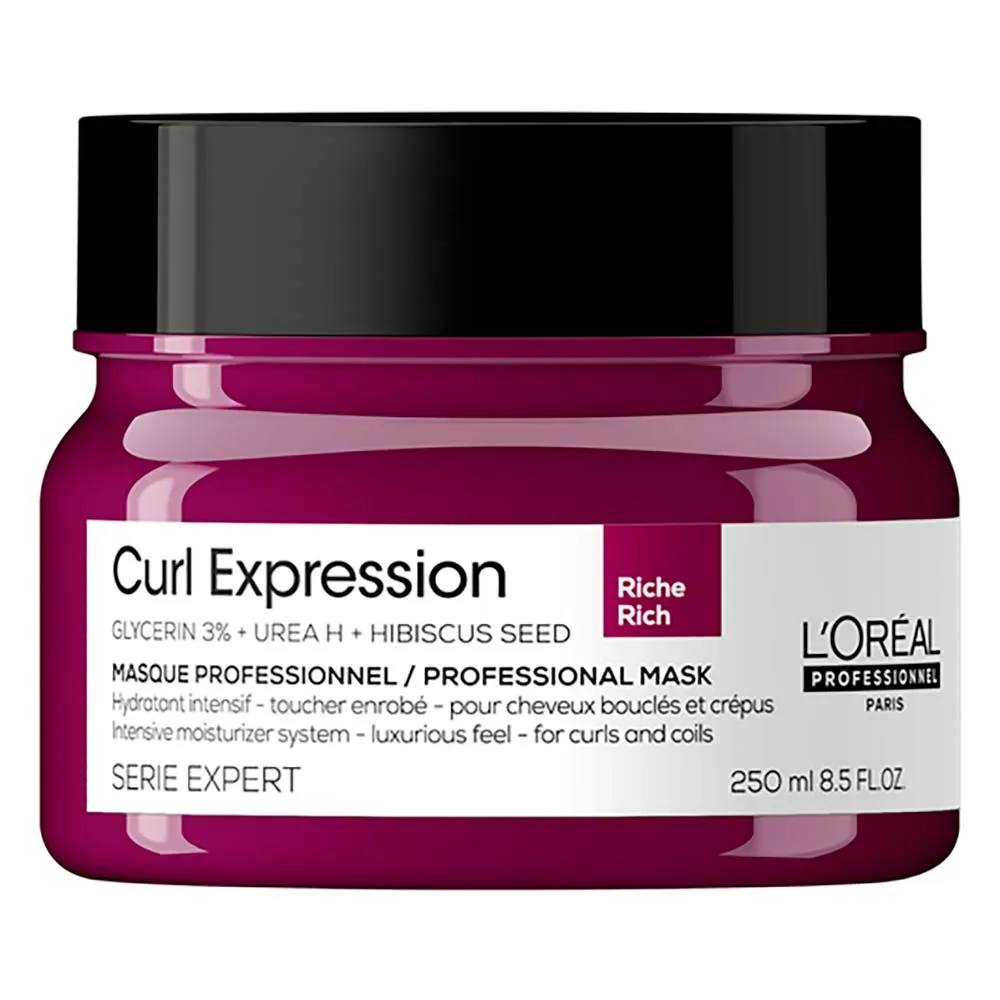 Curl Expression
Riche
Rich
GLYCERIN 3% + UREA H + HIBISCUS SEED
MASQUE PROFESSIONNEL / PROFESSIONAL MASK
Hydratant intensif - toucher enrobé - pour cheveux bouclés et crépus
Intensive moisturizer system - luxurious feel - for curls and coils
SERIE EXPERT
L'ORÉAL
PROFESSIONNEL
PARIS
250 ml 8.5 FL.OZ.